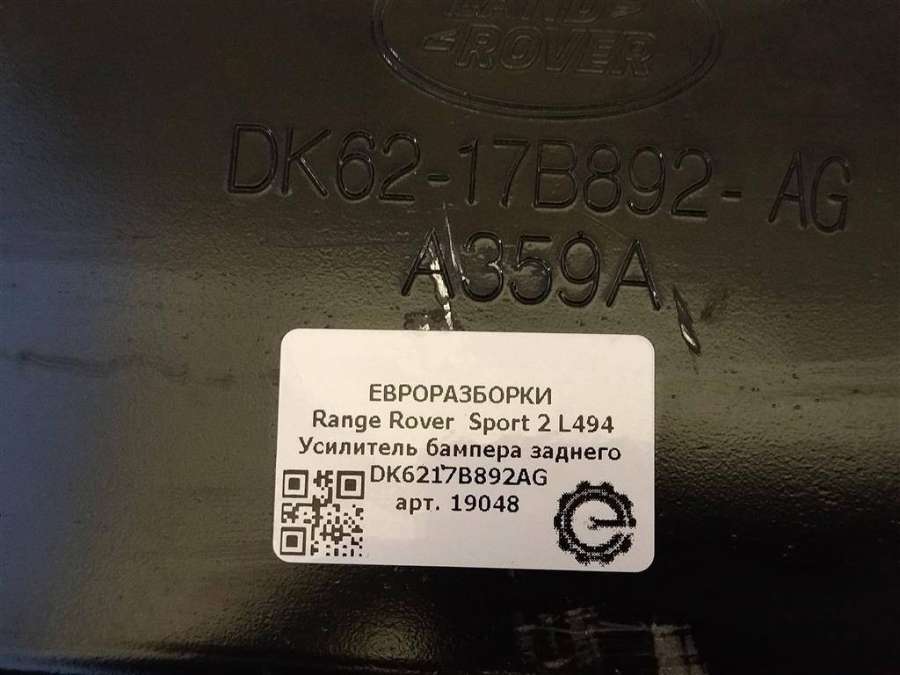 LAND
ROVER
DK62-17B892-AG
A359A
ЕВРОРАЗБОРКИ
Range Rover Sport 2 L494
Усилитель бампера заднего
DK6217B892AG
арт. 19048